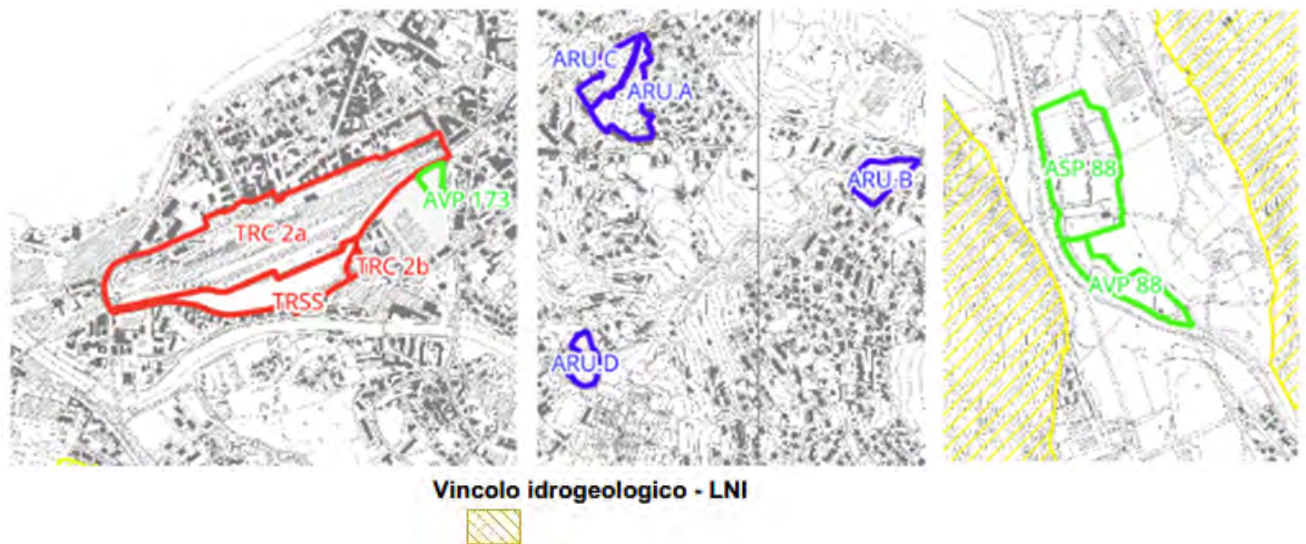 TRC 2a
AVP 173
TRC 2b
TRSS
ARU C
ARU A
ARU B
ARU D
ASP 88
AVP 88
Vincolo idrogeologico - LNI